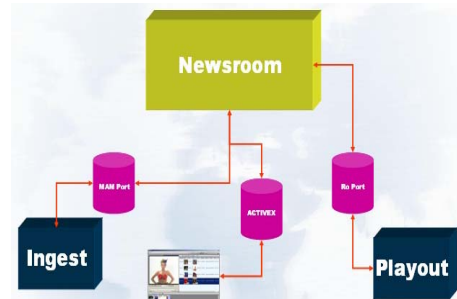 Newsroom
MAM Port
ACTIVEX
Ro Port
Ingest
Playout